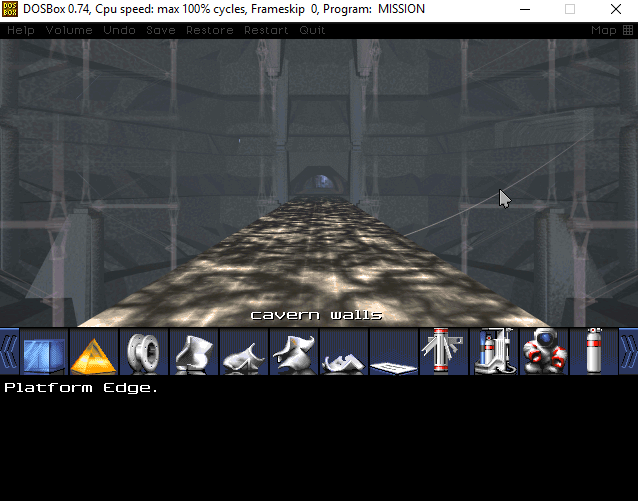 DOSBox 0.74, Cpu speed: max 100% cycles, Frameskip 0, Program: MISSION
Help Volume Undo Save Restore Restart Quit Map
cavern walls
Platform Edge.